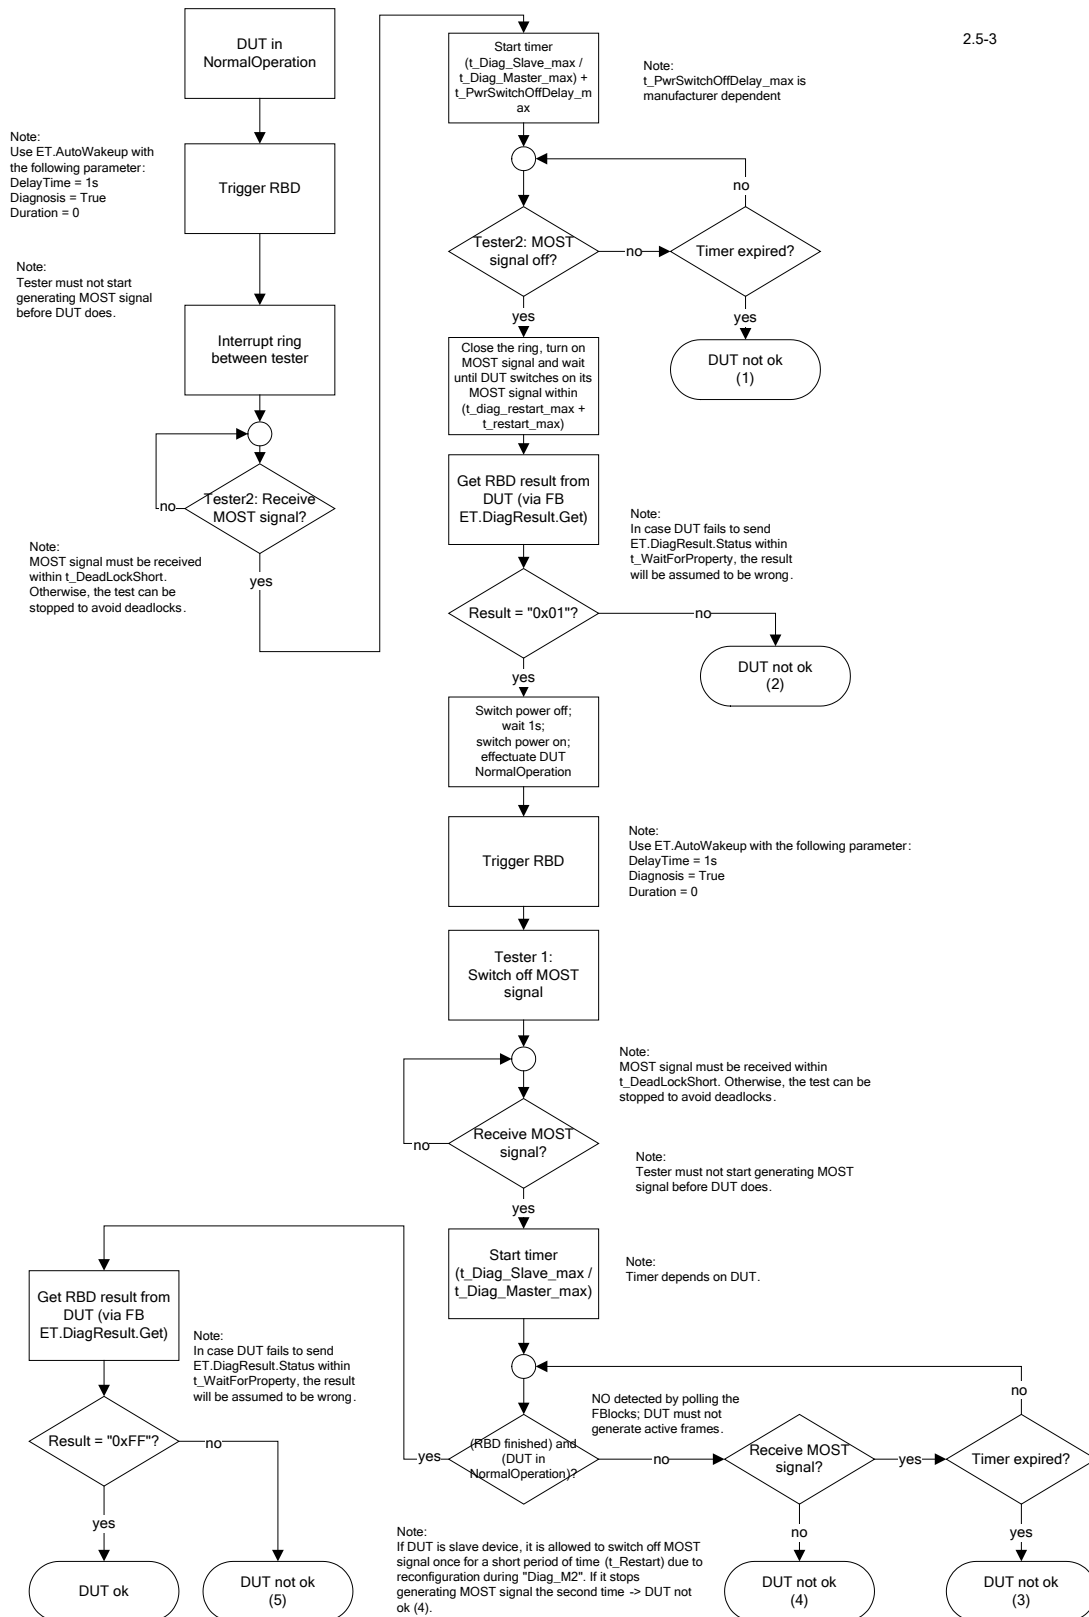 2.5-3
DUT in
NormalOperation
Note:
Use ET.AutoWakeup with
the following parameter:
DelayTime = 1s
Diagnosis = True
Duration = 0
Trigger RBD
Note:
Tester must not start
generating MOST signal
before DUT does.
Interrupt ring
between tester
Tester2: Receive
MOST signal?
no
yes
Note:
MOST signal must be received
within t_DeadLockShort.
Otherwise, the test can be
stopped to avoid deadlocks.
Start timer
(t_Diag_Slave_max /
t_Diag_Master_max) +
t_PwrSwitchOffDelay_m
ax
Note:
t_PwrSwitchOffDelay_max is
manufacturer dependent
Tester2: MOST
signal off?
no
Timer expired?
no
yes
yes
DUT not ok
(1)
Close the ring, turn on
MOST signal and wait
until DUT switches on its
MOST signal within
(t_diag_restart_max +
t_restart_max)
Get RBD result from
DUT (via FB
ET.DiagResult.Get)
Note:
In case DUT fails to send
ET.DiagResult.Status within
t_WaitForProperty, the result
will be assumed to be wrong.
Result = "0x01"?
no
yes
DUT not ok
(2)
Switch power off;
wait 1s;
switch power on;
effectuate DUT
NormalOperation
Trigger RBD
Note:
Use ET.AutoWakeup with the following parameter:
DelayTime = 1s
Diagnosis = True
Duration = 0
Tester 1:
Switch off MOST
signal
Note:
MOST signal must be received within
t_DeadLockShort. Otherwise, the test can be
stopped to avoid deadlocks.
Receive MOST
signal?
no
yes
Note:
Tester must not start generating MOST
signal before DUT does.
Start timer
(t_Diag_Slave_max /
t_Diag_Master_max)
Note:
Timer depends on DUT.
(RBD finished) and
(DUT in
NormalOperation)?
yes
no
NO detected by polling the
FBlocks; DUT must not
generate active frames.
Receive MOST
signal?
yes
no
Timer expired?
no
yes
DUT not ok
(4)
DUT not ok
(3)
Note:
If DUT is slave device, it is allowed to switch off MOST
signal once for a short period of time (t_Restart) due to
reconfiguration during "Diag_M2". If it stops
generating MOST signal the second time -> DUT not
ok (4).
Get RBD result from
DUT (via FB
ET.DiagResult.Get)
Note:
In case DUT fails to send
ET.DiagResult.Status within
t_WaitForProperty, the result
will be assumed to be wrong.
Result = "0xFF"?
no
yes
DUT ok
DUT not ok
(5)